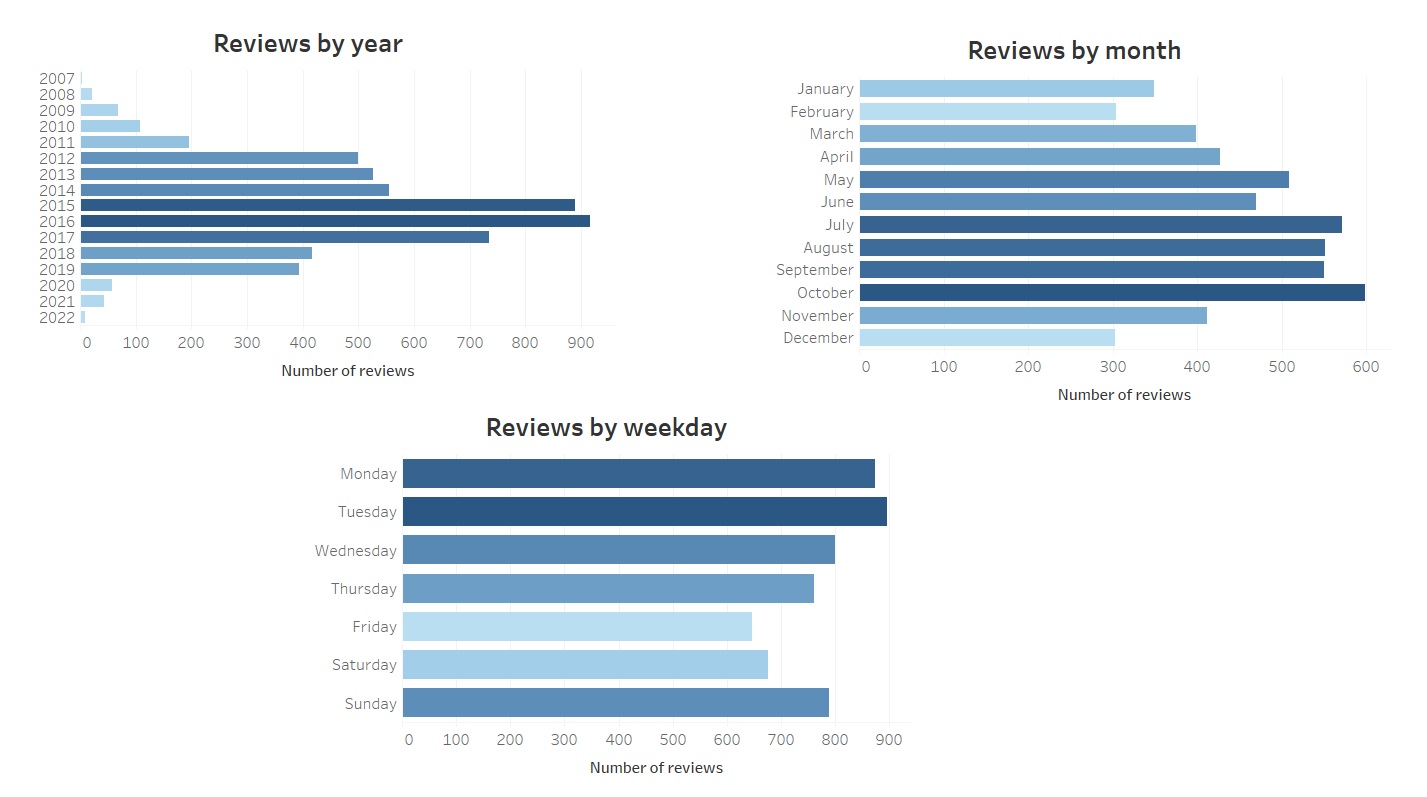 Reviews by year
2007
2008
2009
2010
2011
2012
2013
2014
2015
2016
2017
2018
2019
2020
2021
2022
0 100 200 300 400 500 600 700 800 900
Number of reviews
Reviews by month
January
February
March
April
May
June
July
August
September
October
November
December
0 100 200 300 400 500 600
Number of reviews
Reviews by weekday
Monday
Tuesday
Wednesday
Thursday
Friday
Saturday
Sunday
0 100 200 300 400 500 600 700 800 900
Number of reviews